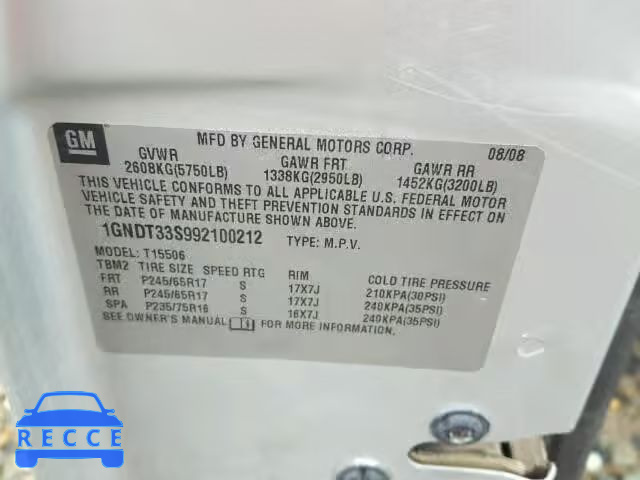 GM
MFD BY GENERAL MOTORS CORP. 08/08
GVWR GAWR FRT GAWR RR
2608KG(5750LB) 1338KG(2950LB) 1452KG(3200LB)
THIS VEHICLE CONFORMS TO ALL APPLICABLE U.S. FEDERAL MOTOR
VEHICLE SAFETY AND THEFT PREVENTION STANDARDS IN EFFECT ON
THE DATE OF MANUFACTURE SHOWN ABOVE.
1GNDT33S992100212 TYPE: M.P.V.
MODEL: T15506
TBM2 TIRE SIZE SPEED RTG RIM COLD TIRE PRESSURE
FRT P245/65R17 S 17X7J 210KPA(30PSI)
RR P245/65R17 S 17X7J 240KPA(35PSI)
SPA P235/75R16 S 16X7J 240KPA(35PSI)
SEE OWNER'S MANUAL FOR MORE INFORMATION.
RECCE